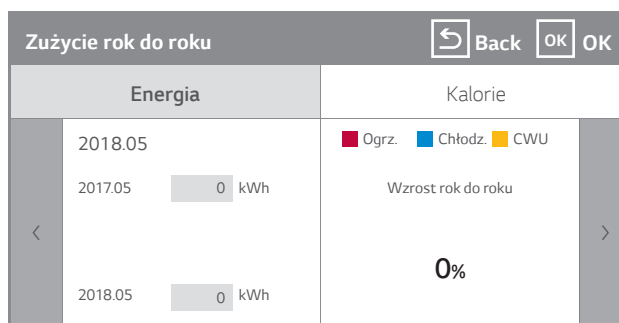 Zużycie rok do roku Back OK OK
Energia Kalorie
2018.05
Ogrz. Chłodz. CWU
2017.05 0 kWh
Wzrost rok do roku
0%
2018.05 0 kWh